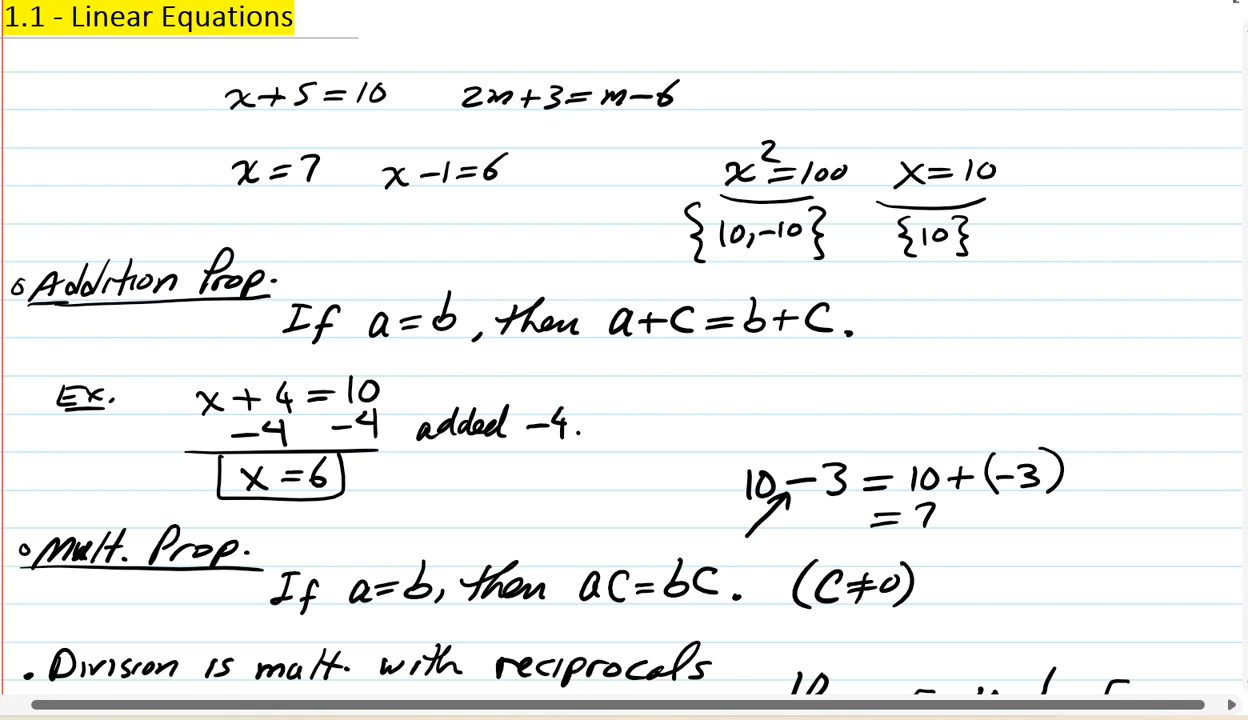 1.1 - Linear Equations
x+5=10 2m+3=m-6
x=7 x-1=6 x²=100 x=10
{10,-10} {10}
Addition Prop.
If a=b, then a+c=b+c.
Ex. x+4=10
-4 -4 added -4.
x=6
10-3=10+(-3)
=7
Mult. Prop.
If a=b, then ac=bc. (c≠0)
. Division is mult. with reciprocals